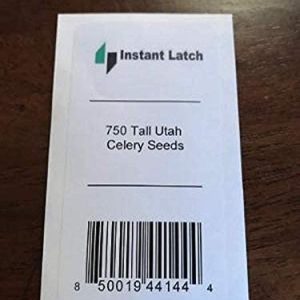 Instant Latch
750 Tall Utah
Celery Seeds
8 50019 44144 4